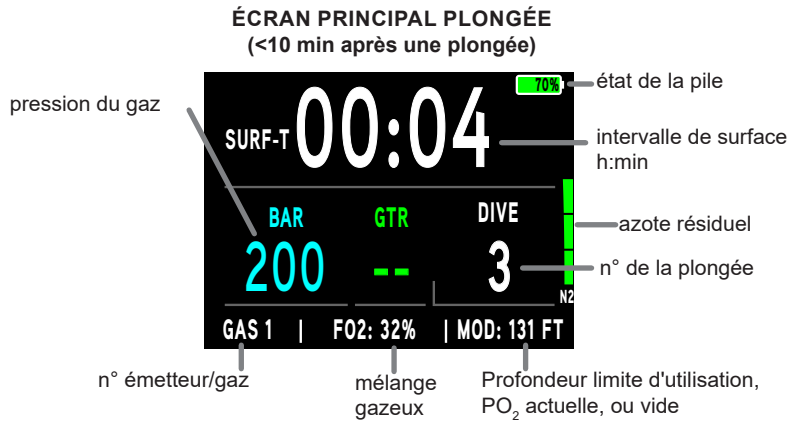 ÉCRAN PRINCIPAL PLONGÉE
(<10 min après une plongée)
pression du gaz
état de la pile
70%
SURF-T 00:04
intervalle de surface
h:min
BAR
GTR
DIVE
200
--
3
azote résiduel
n° de la plongée
N2
GAS 1 | FO2: 32% | MOD: 131 FT
n° émetteur/gaz
mélange
gazeux
Profondeur limite d'utilisation,
PO2 actuelle, ou vide